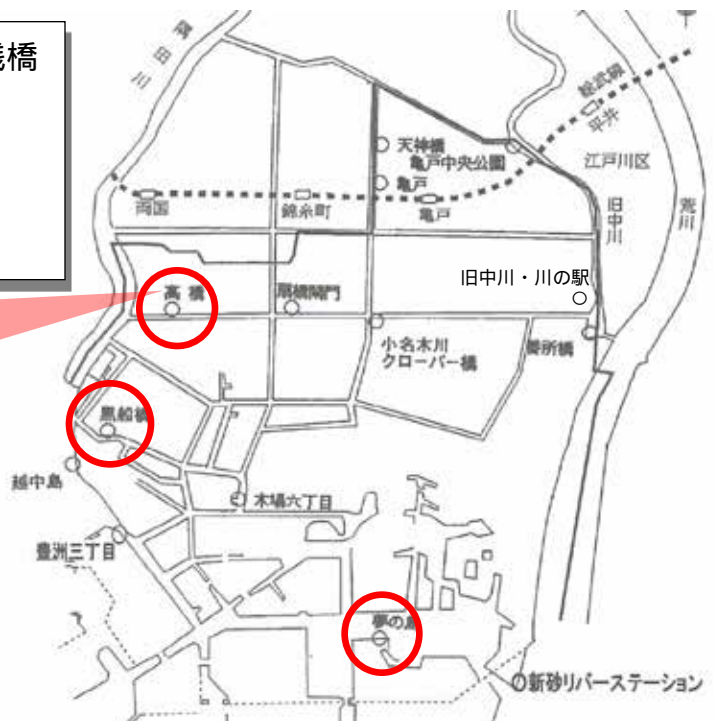 桟橋
隅田川
総武線
平井
天神橋
亀戸中央公園
江戸川区
亀戸
両国
錦糸町
亀戸
旧中川
荒川
旧中川・川の駅
高橋
扇橋閘門
小名木川
クローバー橋
番所橋
黒船橋
越中島
木場六丁目
豊洲三丁目
夢の島
新砂リバーステーション